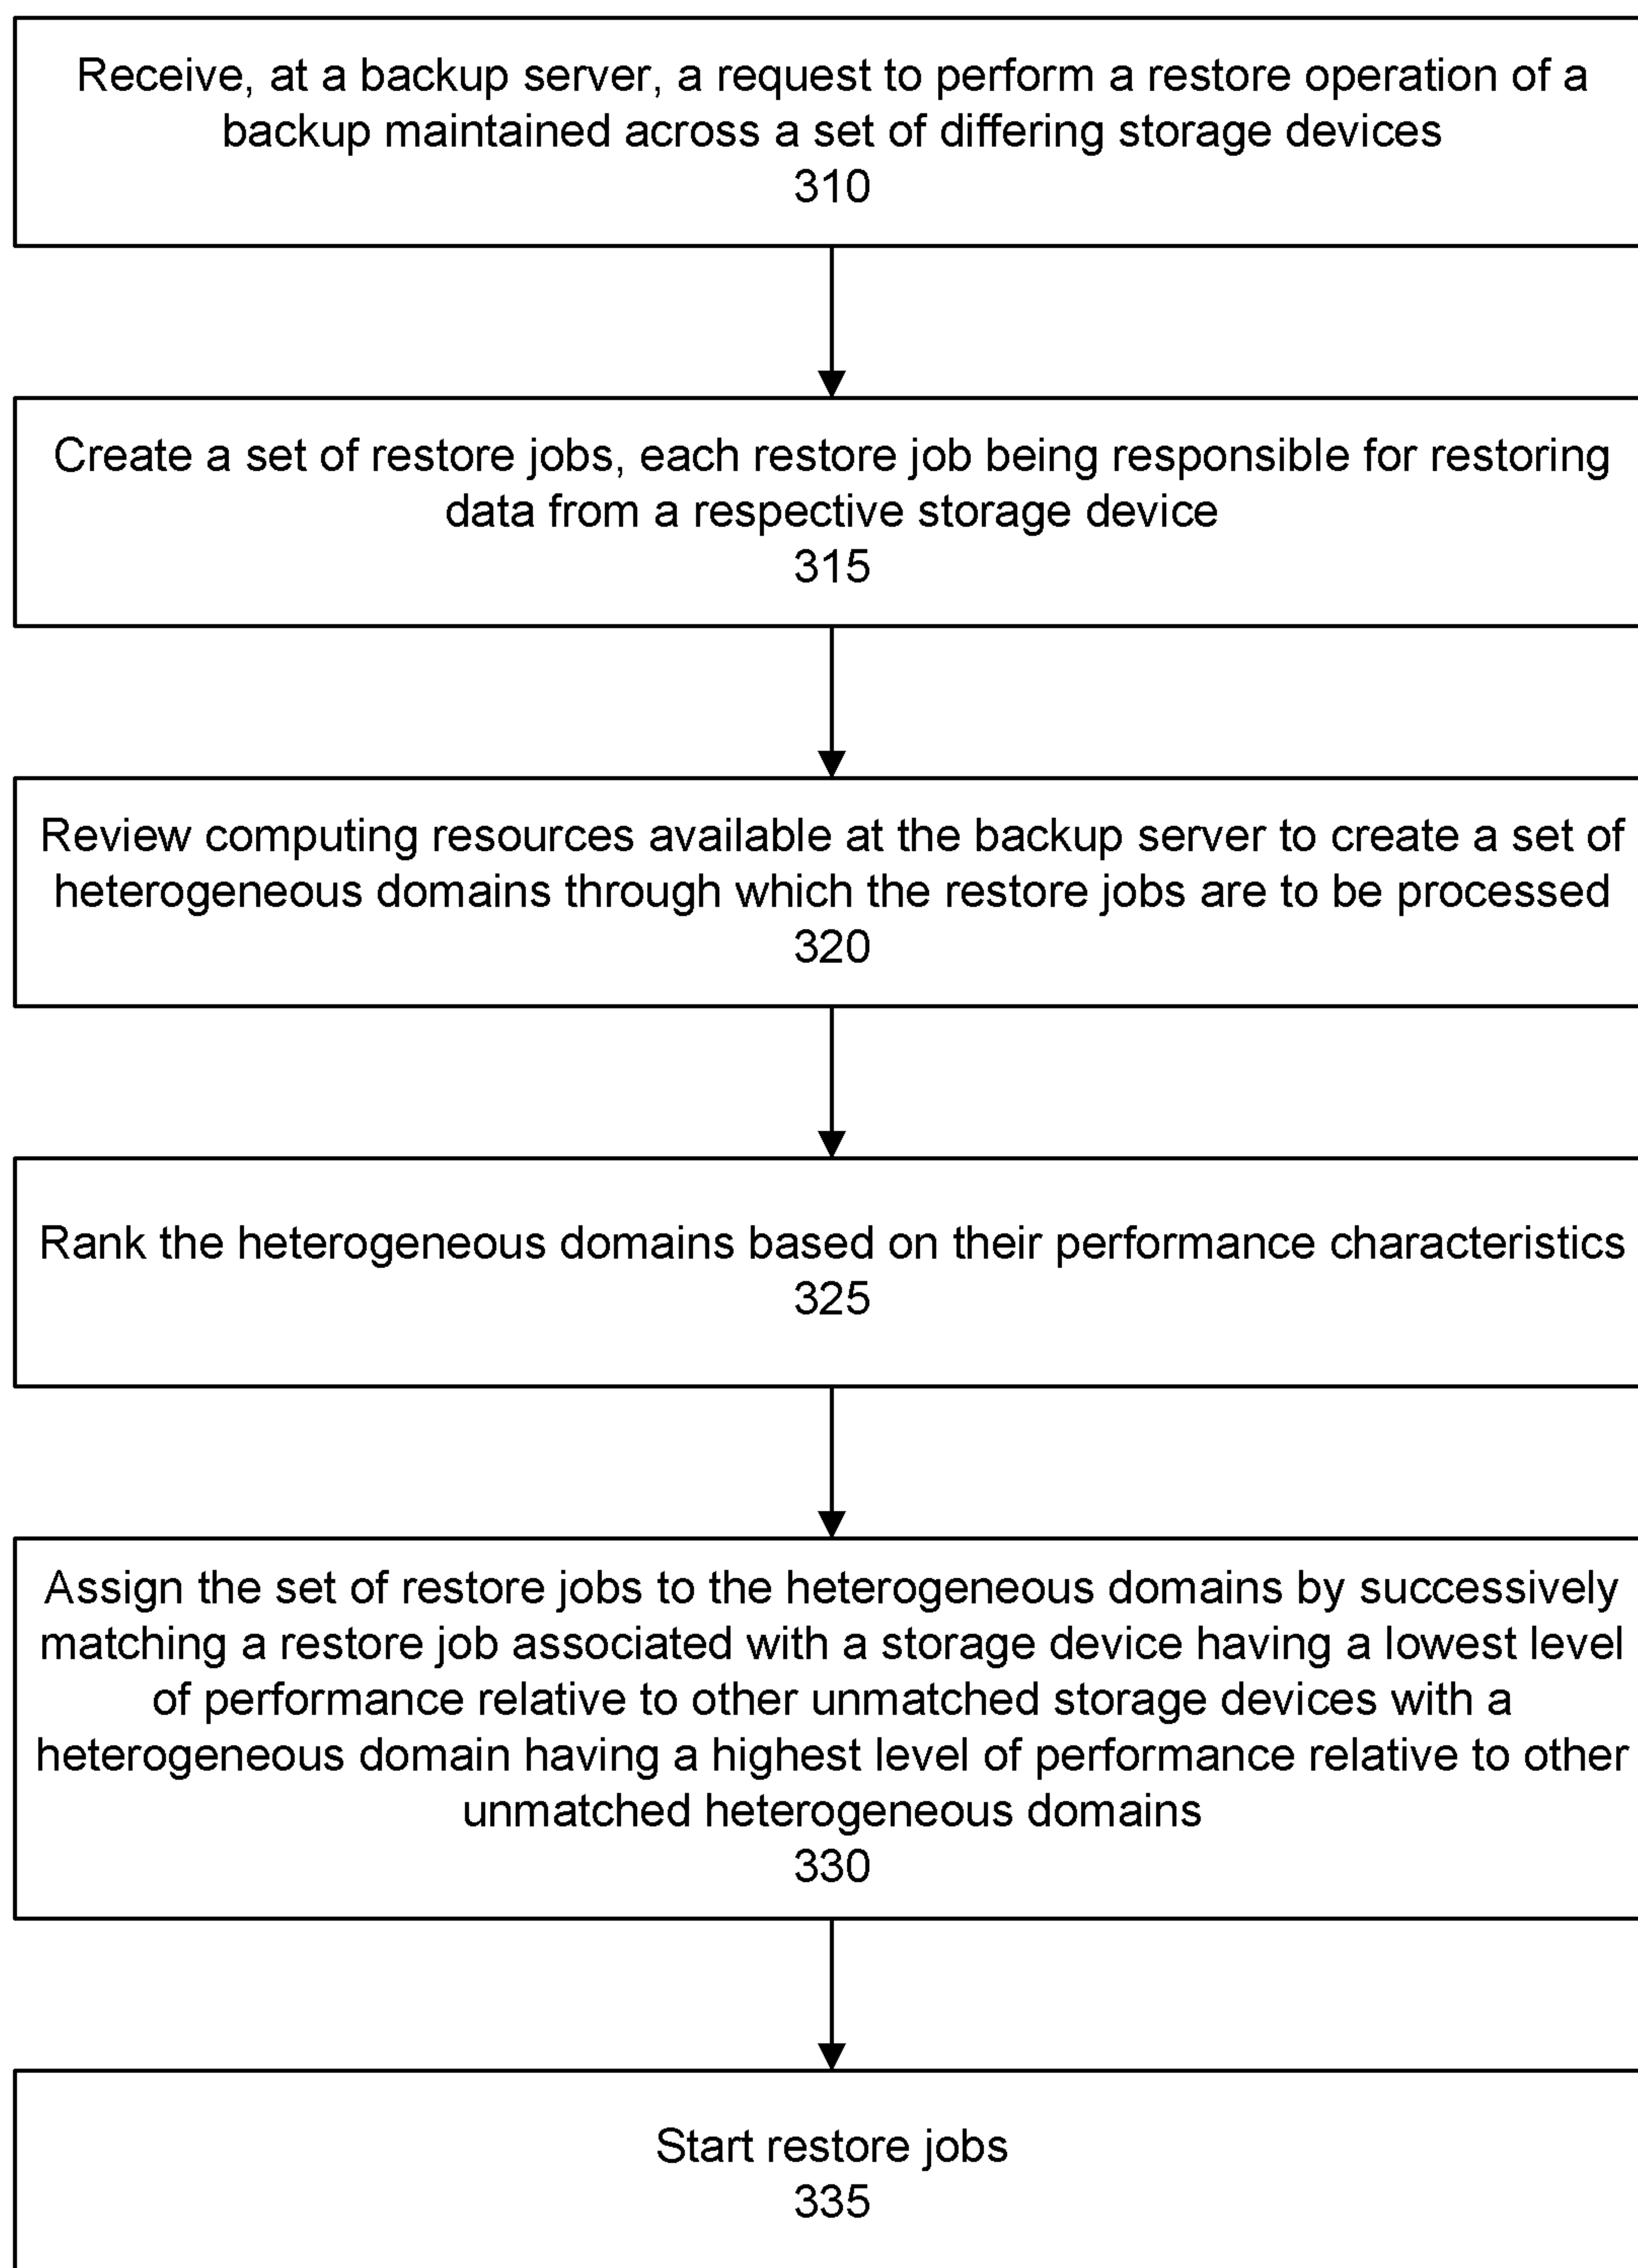 Receive, at a backup server, a request to perform a restore operation of a
backup maintained across a set of differing storage devices
310
Create a set of restore jobs, each restore job being responsible for restoring
data from a respective storage device
315
Review computing resources available at the backup server to create a set of
heterogeneous domains through which the restore jobs are to be processed
320
Rank the heterogeneous domains based on their performance characteristics
325
Assign the set of restore jobs to the heterogeneous domains by successively
matching a restore job associated with a storage device having a lowest level
of performance relative to other unmatched storage devices with a
heterogeneous domain having a highest level of performance relative to other
unmatched heterogeneous domains
330
Start restore jobs
335